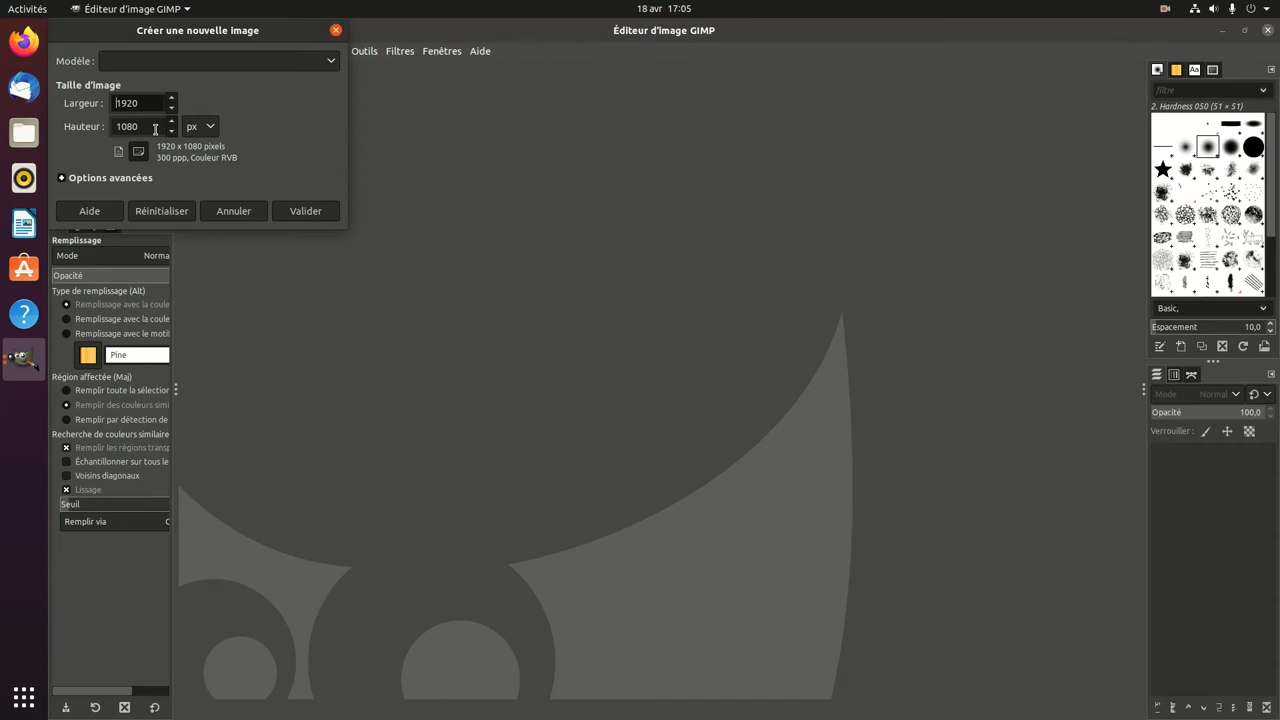 Activités
Éditeur d'image GIMP
18 avr 17:05
Créer une nouvelle image
Éditeur d'image GIMP
Outils Filtres Fenêtres Aide
Modèle :
Taille d'image
Largeur : 1920
Hauteur : 1080 px
1920 x 1080 pixels
300 ppp, Couleur RVB
Options avancées
Aide Réinitialiser Annuler Valider
Remplissage
Mode Norma
Opacité
Type de remplissage (Alt)
Remplissage avec la coule
Remplissage avec la coule
Remplissage avec le motif
Pine
Région affectée (Maj)
Remplir toute la sélection
Remplir des couleurs simi
Remplir par détection de
Recherche de couleurs similaire
Remplir les régions transp
Échantillonner sur tous le
Voisins diagonaux
Lissage
Seuil
Remplir via C
Aa
filtre
2. Hardness 050 (51 × 51)
Basic,
Espacement 10,0
Mode Normal
Opacité 100,0
Verrouiller :